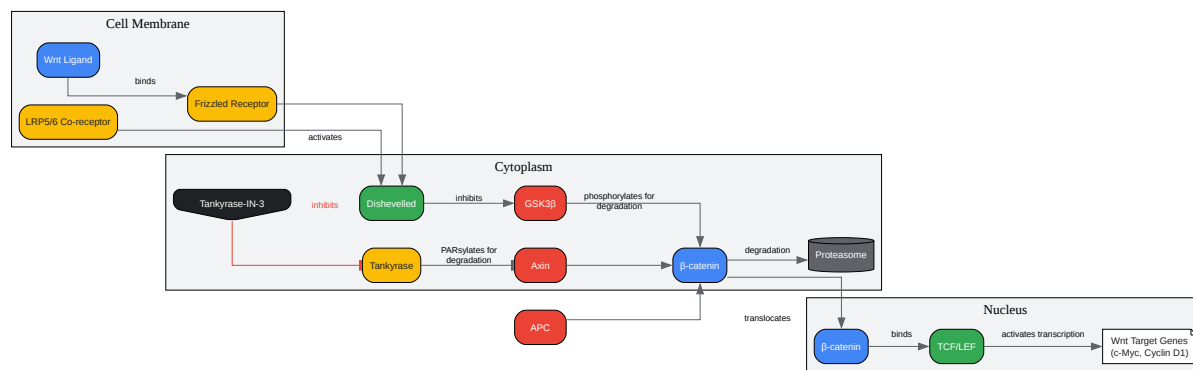 Cell Membrane
Wnt Ligand
binds
Frizzled Receptor
LRP5/6 Co-receptor
activates
Cytoplasm
Tankyrase-IN-3
inhibits
Dishevelled
inhibits
GSK3β
phosphorylates for
degradation
Tankyrase
PARsylates for
degradation
Axin
β-catenin
degradation
Proteasome
APC
translocates
Nucleus
β-catenin
binds
TCF/LEF
activates transcription
Wnt Target Genes
(c-Myc, Cyclin D1)